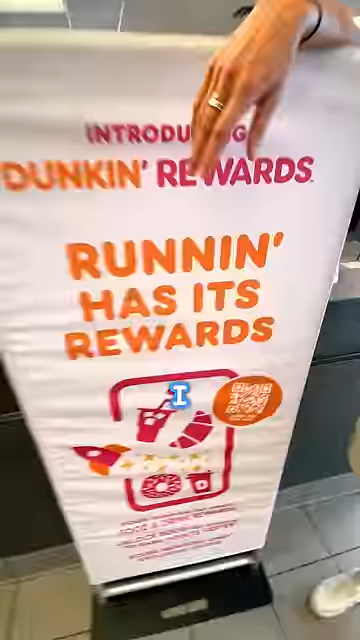 INTRODUCING
DUNKIN' REWARDS
RUNNIN'
HAS ITS
REWARDS
I